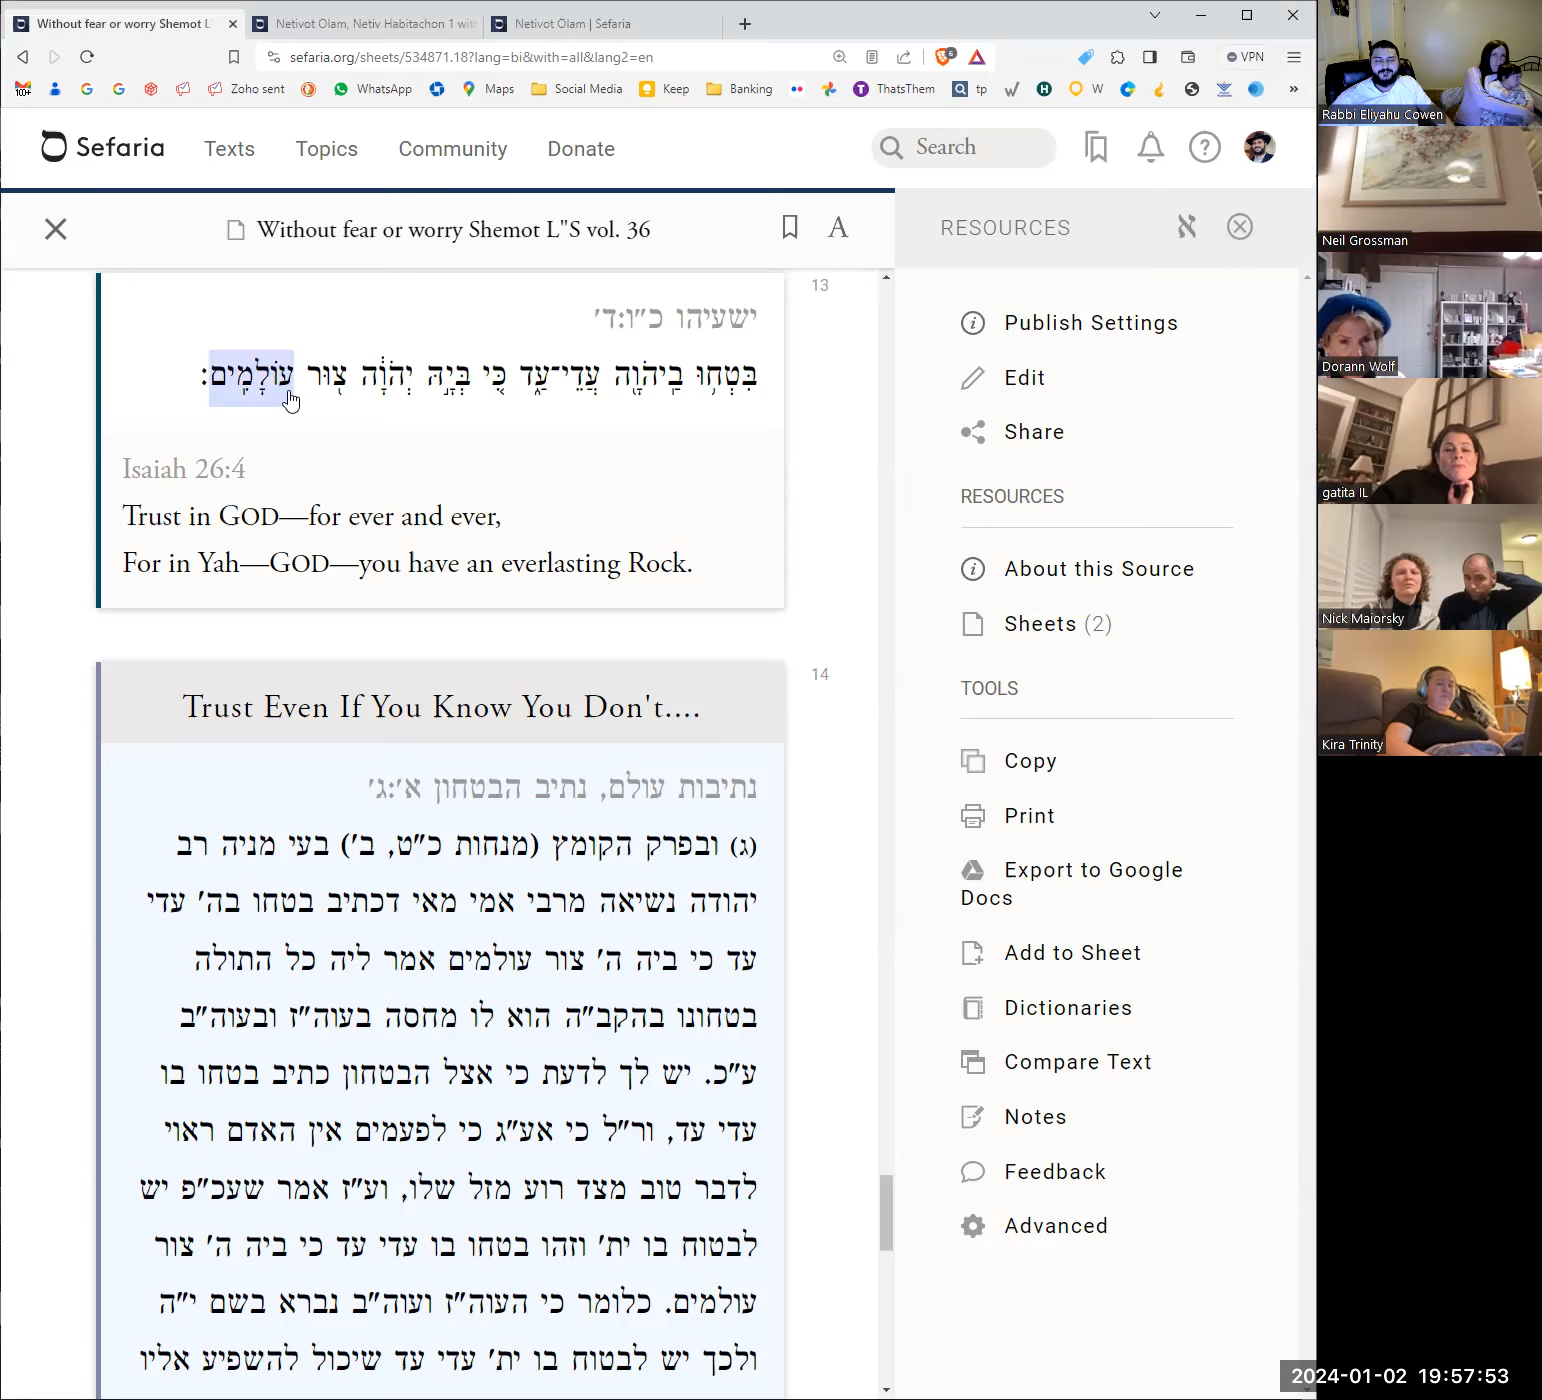 Without fear or worry Shemot L"
Netivot Olam, Netiv Habitachon 1 wit
Netivot Olam | Sefaria
sefaria.org/sheets/534871.18?lang=bi&with=all&lang2=en
VPN
100+
Zoho sent
WhatsApp
Maps
Social Media
Keep
Banking
ThatsThem
tp
W
Sefaria
Texts
Topics
Community
Donate
Search
Without fear or worry Shemot L"S vol. 36
A
RESOURCES
13
ישעיהו כ״ו:ד׳
בִּטְח֥וּ בַֽיהֹוָ֖ה עֲדֵי־עַ֑ד כִּ֚י בְּיָ֣הּ יְהֹוָ֔ה צ֖וּר עוֹלָמִֽים׃
Isaiah 26:4
Trust in GOD—for ever and ever,
For in Yah—GOD—you have an everlasting Rock.
14
Trust Even If You Know You Don't....
נתיבות עולם, נתיב הבטחון א׳:ג׳
(ג) ובפרק הקומץ (מנחות כ"ט, ב') בעי מניה רב
יהודה נשיאה מרבי אמי מאי דכתיב בטחו בה' עדי
עד כי ביה ה' צור עולמים אמר ליה כל התולה
בטחונו בהקב"ה הוא לו מחסה בעוה"ז ובעוה"ב
ע"כ. יש לך לדעת כי אצל הבטחון כתיב בטחו בו
עדי עד, ור"ל כי אע"ג כי לפעמים אין האדם ראוי
לדבר טוב מצד רוע מזל שלו, וע"ז אמר שעכ"פ יש
לבטוח בו ית' וזהו בטחו בו עדי עד כי ביה ה' צור
עולמים. כלומר כי העוה"ז ועוה"ב נברא בשם י"ה
ולכך יש לבטוח בו ית' עדי עד שיכול להשפיע אליו
Publish Settings
Edit
Share
RESOURCES
About this Source
Sheets (2)
TOOLS
Copy
Print
Export to Google
Docs
Add to Sheet
Dictionaries
Compare Text
Notes
Feedback
Advanced
Rabbi Eliyahu Cowen
Neil Grossman
Dorann Wolf
gatita IL
Nick Maiorsky
Kira Trinity
2024-01-02 19:57:53